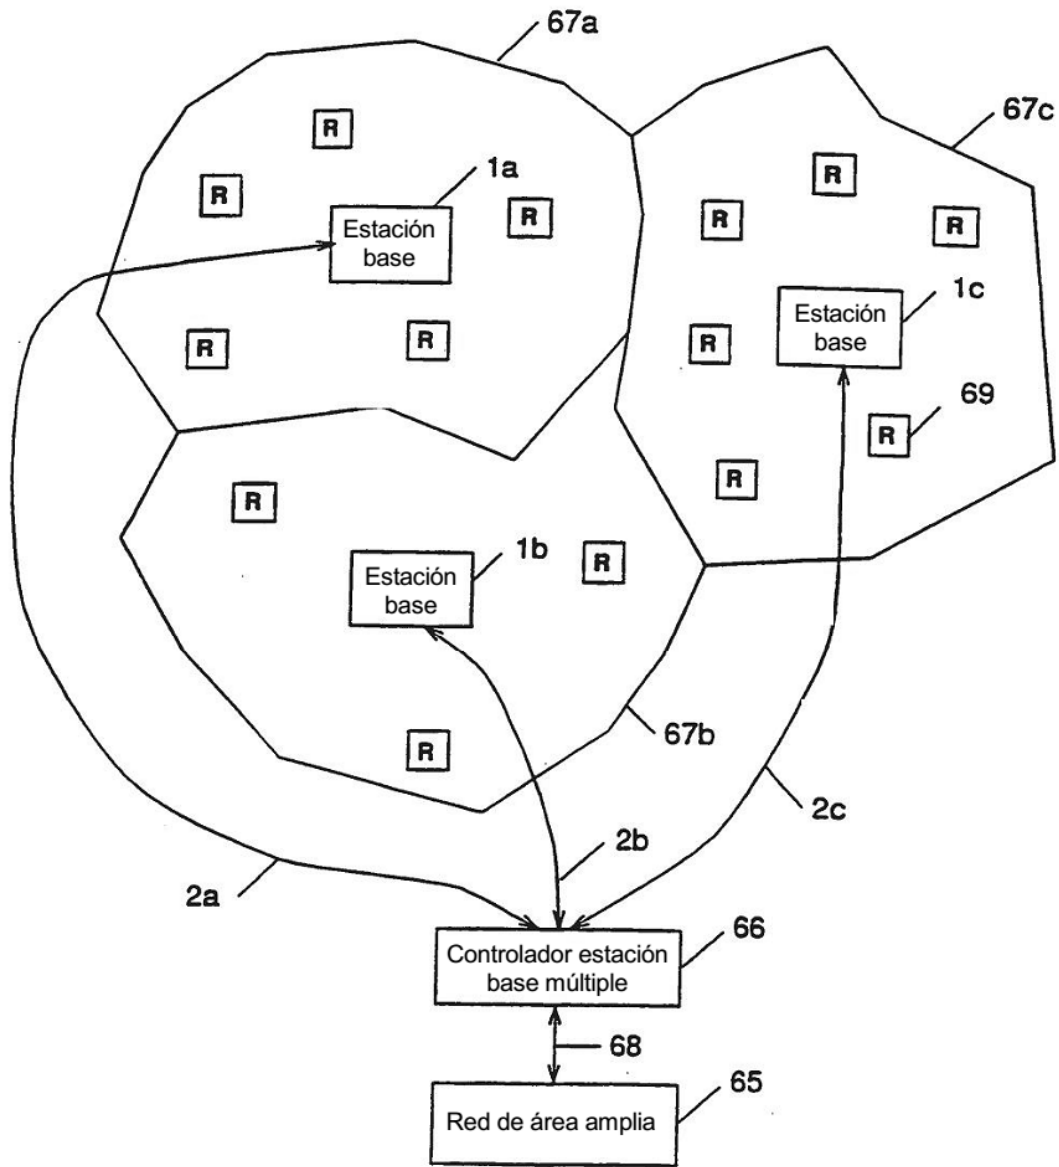 67a
67c
R
1a
R
R
R
R
R
Estación
base
1c
Estación
base
R
R
R
69
R
R
R
1b
R
Estación
base
67b
R
2c
2b
2a
66
Controlador estación
base múltiple
68
65
Red de área amplia